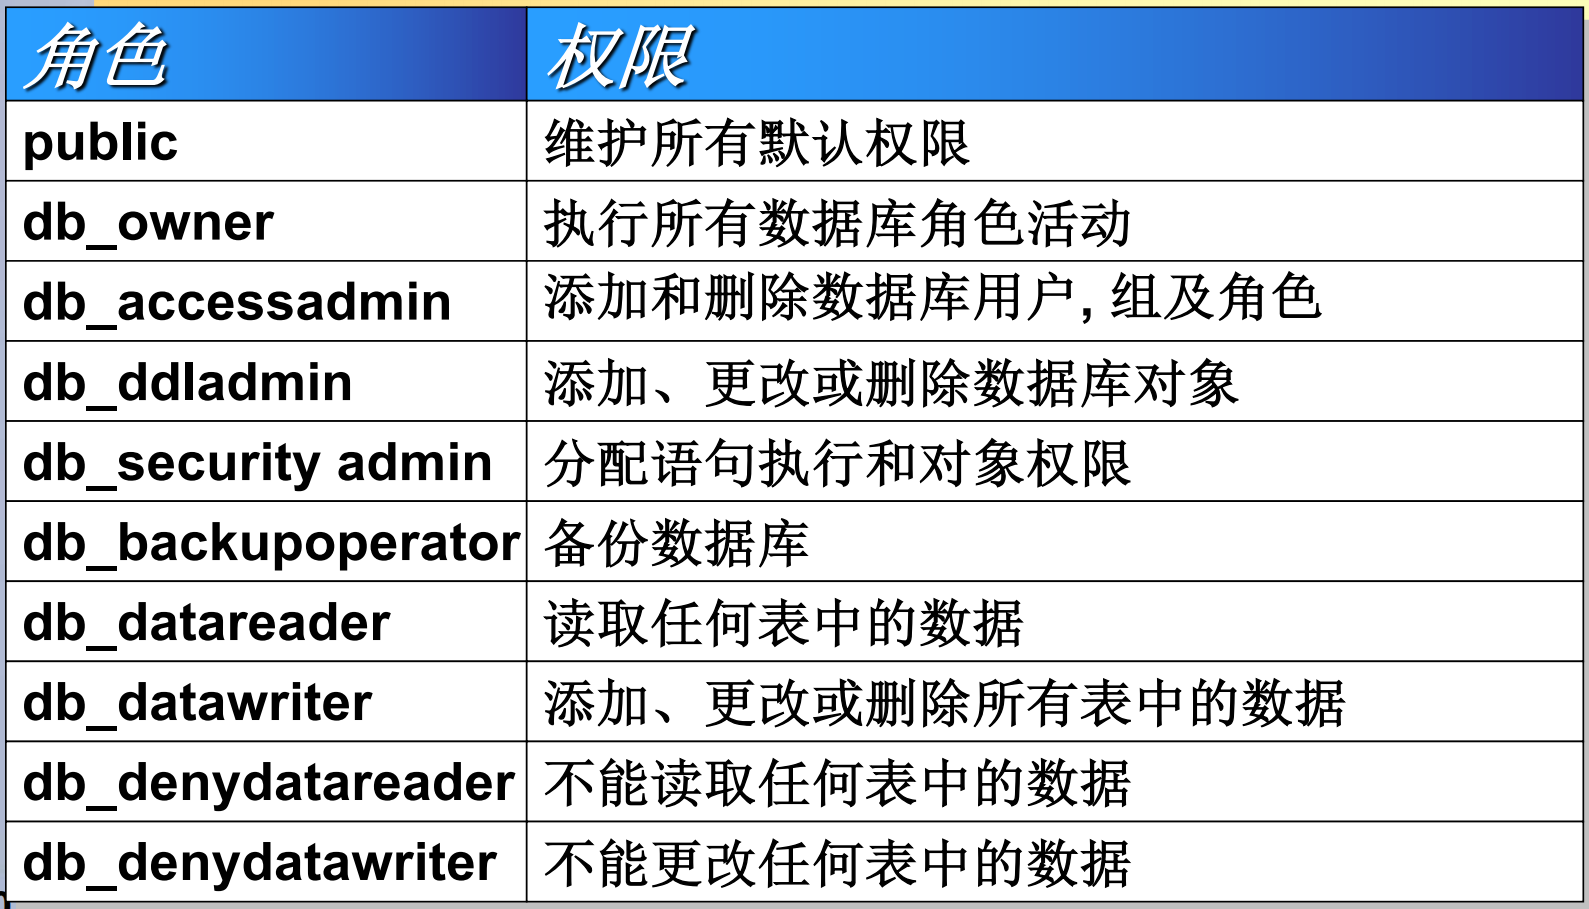 角色 权限
public 维护所有默认权限
db_owner 执行所有数据库角色活动
db_accessadmin 添加和删除数据库用户, 组及角色
db_ddladmin 添加、更改或删除数据库对象
db_security admin 分配语句执行和对象权限
db_backupoperator 备份数据库
db_datareader 读取任何表中的数据
db_datawriter 添加、更改或删除所有表中的数据
db_denydatareader 不能读取任何表中的数据
db_denydatawriter 不能更改任何表中的数据